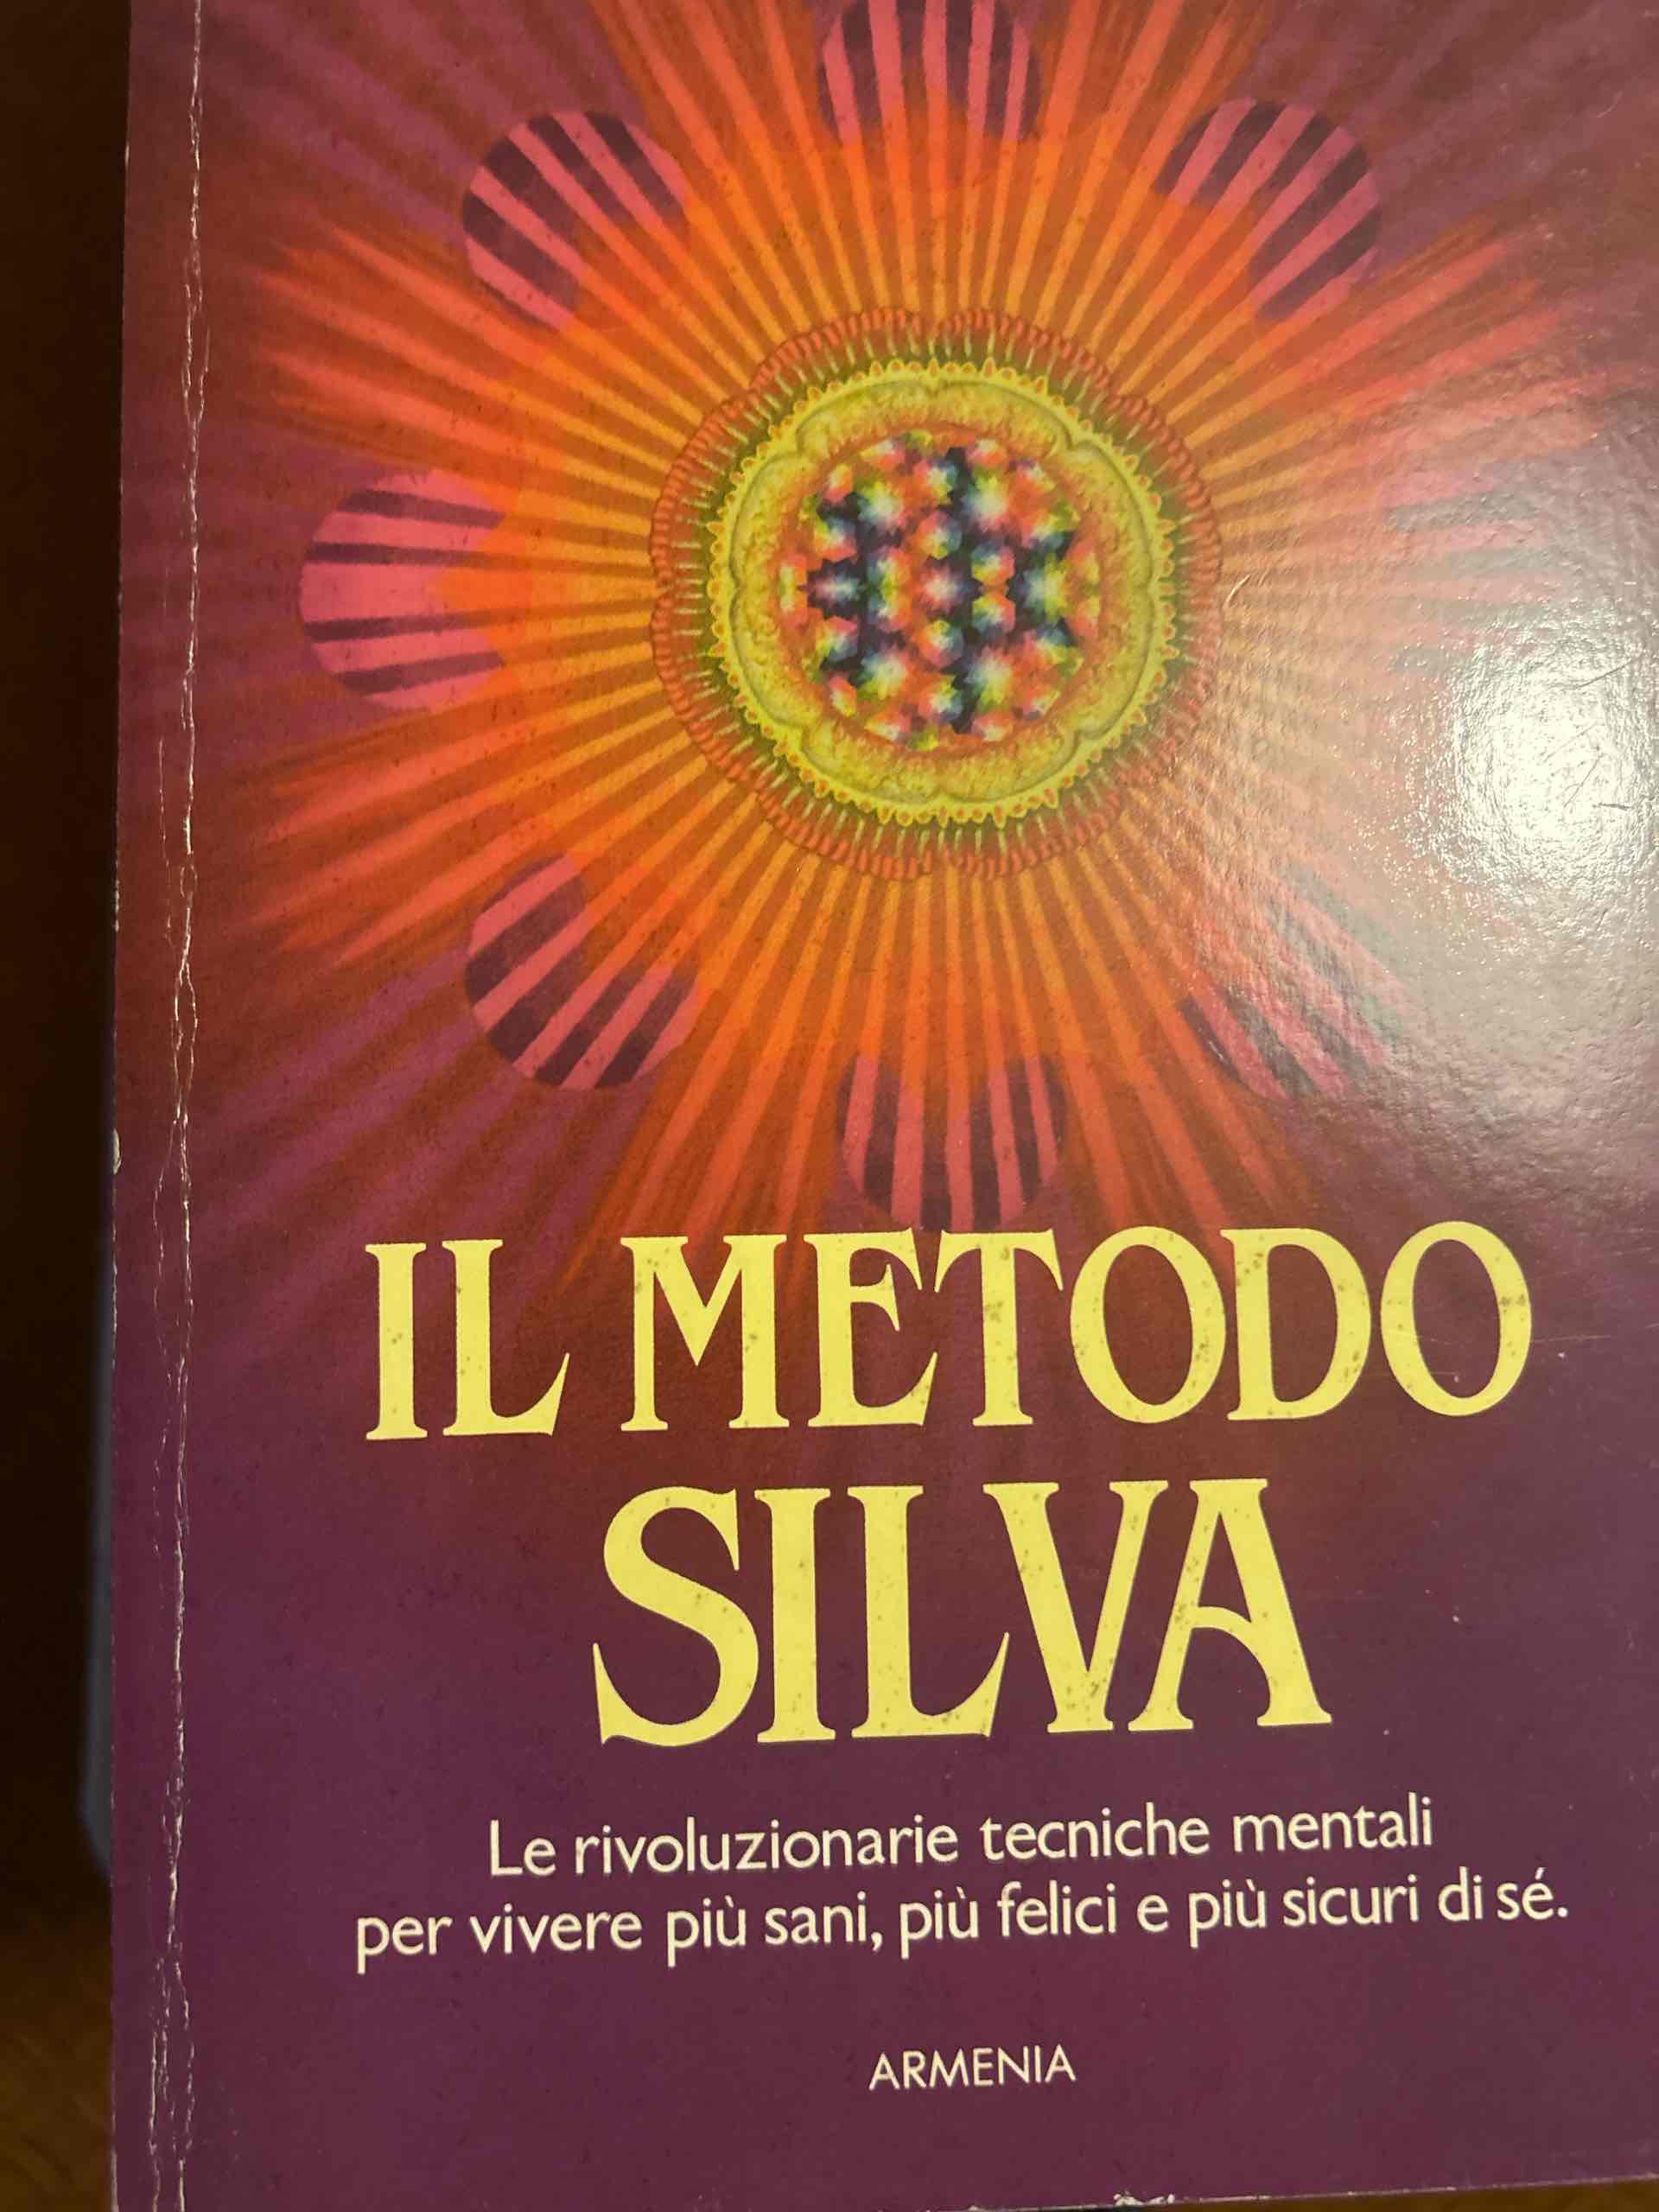 IL METODO
SILVA
Le rivoluzionarie tecniche mentali
per vivere più sani, più felici e più sicuri di sé.
ARMENIA